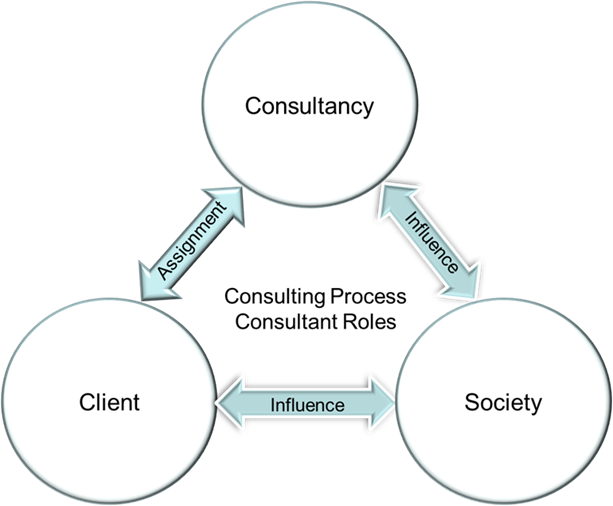 Consultancy
Assignment
Influence
Consulting Process
Consultant Roles
Client
Influence
Society